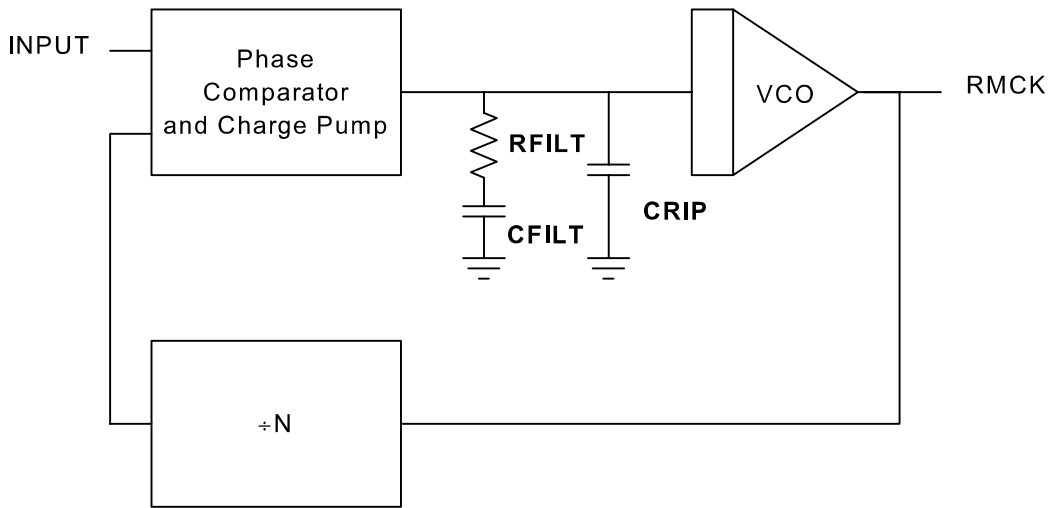 INPUT
Phase
Comparator
and Charge Pump
VCO
RMCK
RFILT
CRIP
CFILT
÷N